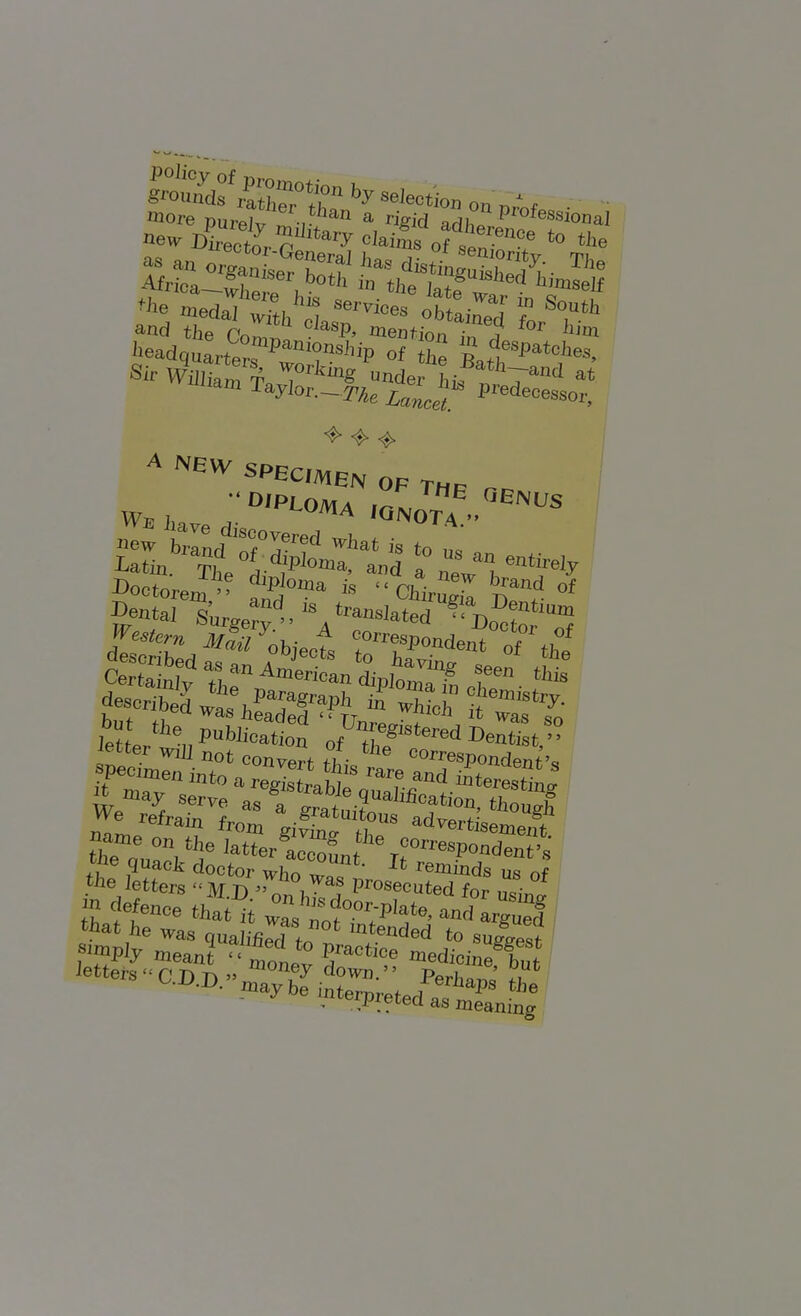 policy of promotion by selection on professional
grounds rather than a rigid adherence to the
more purely military claims of seniority. The
new Director-General has distinguished himself
as an organiser both in the late war in South
Africa—where his services obtained for him
the medal with clasp, mention in despatches,
and the Companionship of the Bath—and at
headquarters, working under his predecessor,
Sir William Taylor.—The Lancet.
A NEW SPECIMEN OF THE GENUS
"DIPLOMA IGNOTA."
WE have discovered what is to us an entirely
new brand of diploma, and a new brand of
Latin. The diploma is "Chirugia Dentium
Doctorem," and is translated "Doctor of
Dental Surgery." A correspondent of the
Western Mail objects to having seen this
described as an American diploma in chemistry.
Certainly the paragraph in which it was so
described was headed "Unregistered Dentist,"
but the publication of the correspondent's
letter will not convert this rare and interesting
specimen into a registrable qualification, though
it may serve as a gratuitous advertisement.
We refrain from giving the correspondent's
name on the latter account. It reminds us of
the quack doctor who was prosecuted for using
the letters "M.D." on his door-plate, and argued
in defence that it was not intended to suggest
that he was qualified to practice medicine, but
simply meant "money down." Perhaps the
letters "C.D.D." may be interpreted as meaning